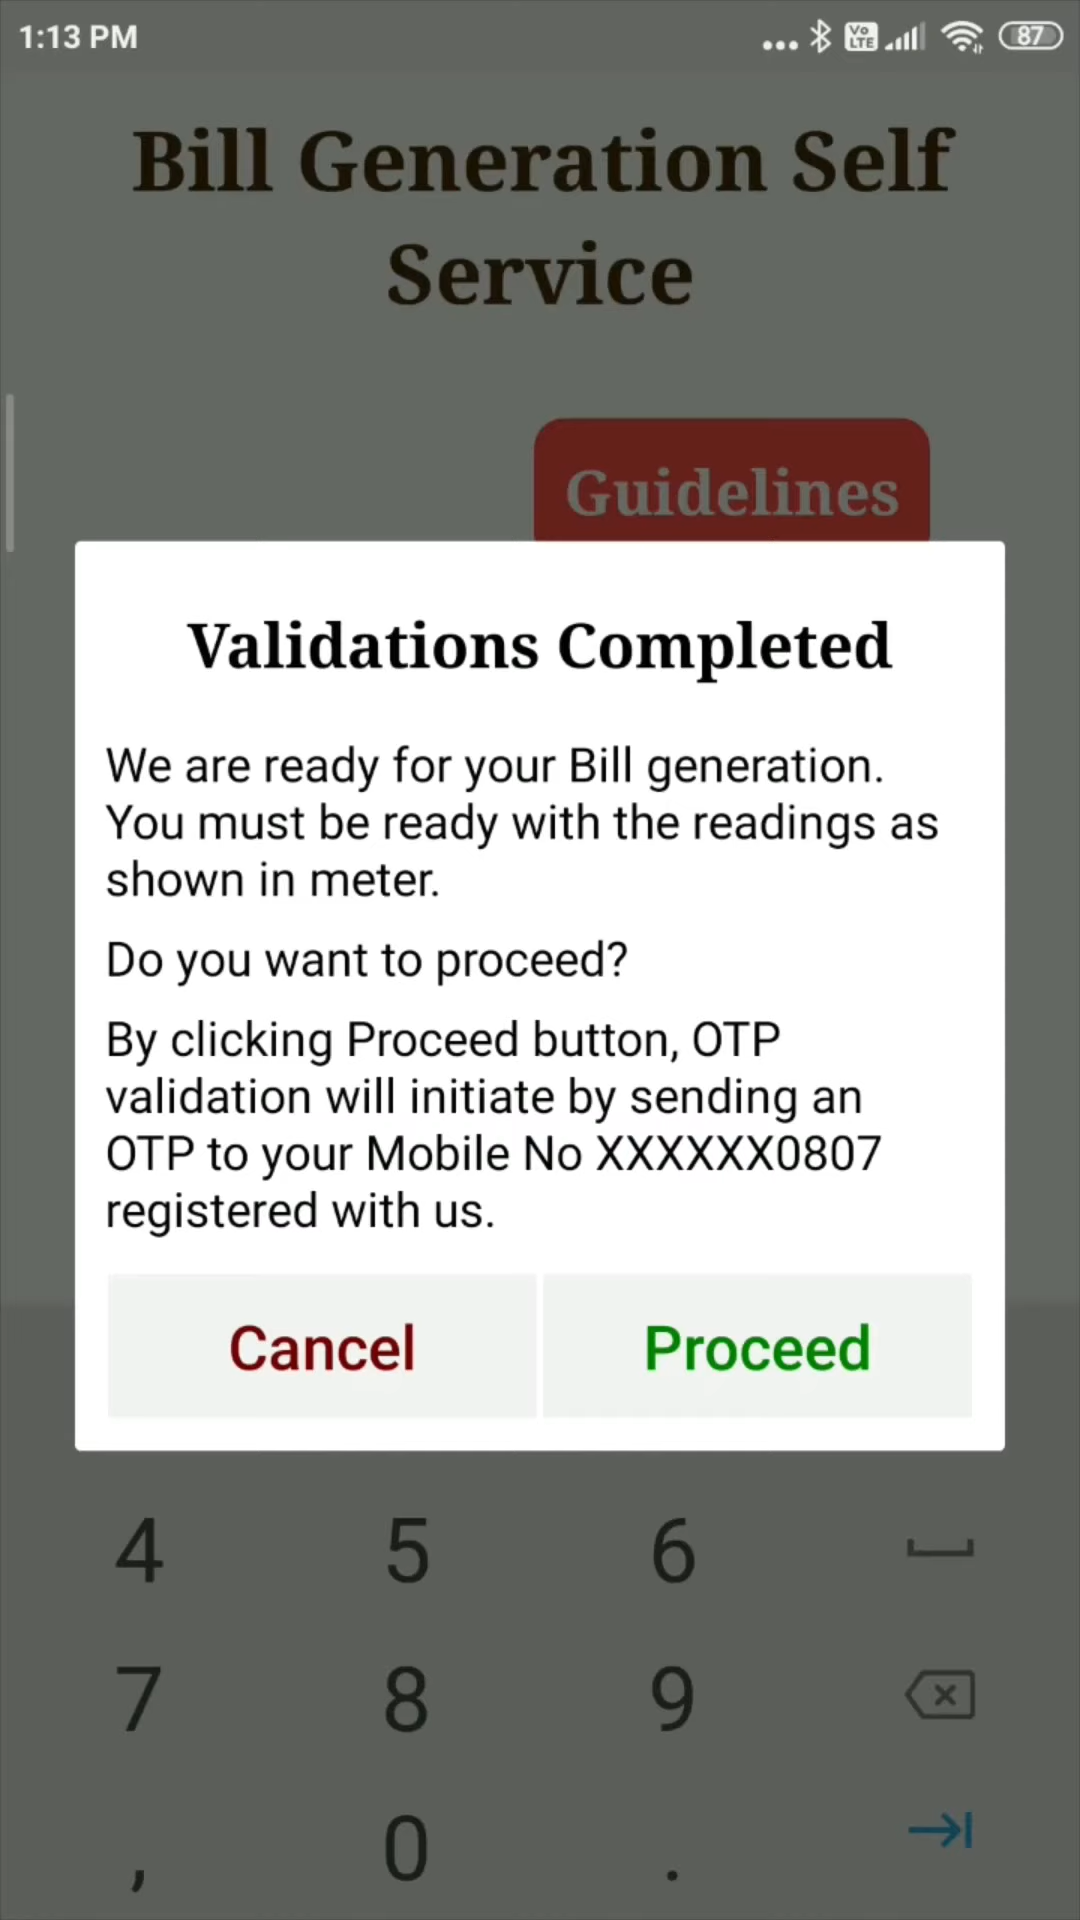 1:13 PM
Vo LTE
87
Bill Generation Self
Service
Guidelines
Validations Completed
We are ready for your Bill generation.
You must be ready with the readings as
shown in meter.
Do you want to proceed?
By clicking Proceed button, OTP
validation will initiate by sending an
OTP to your Mobile No XXXXXX0807
registered with us.
Cancel
Proceed
4 5 6
7 8 9
, 0 .